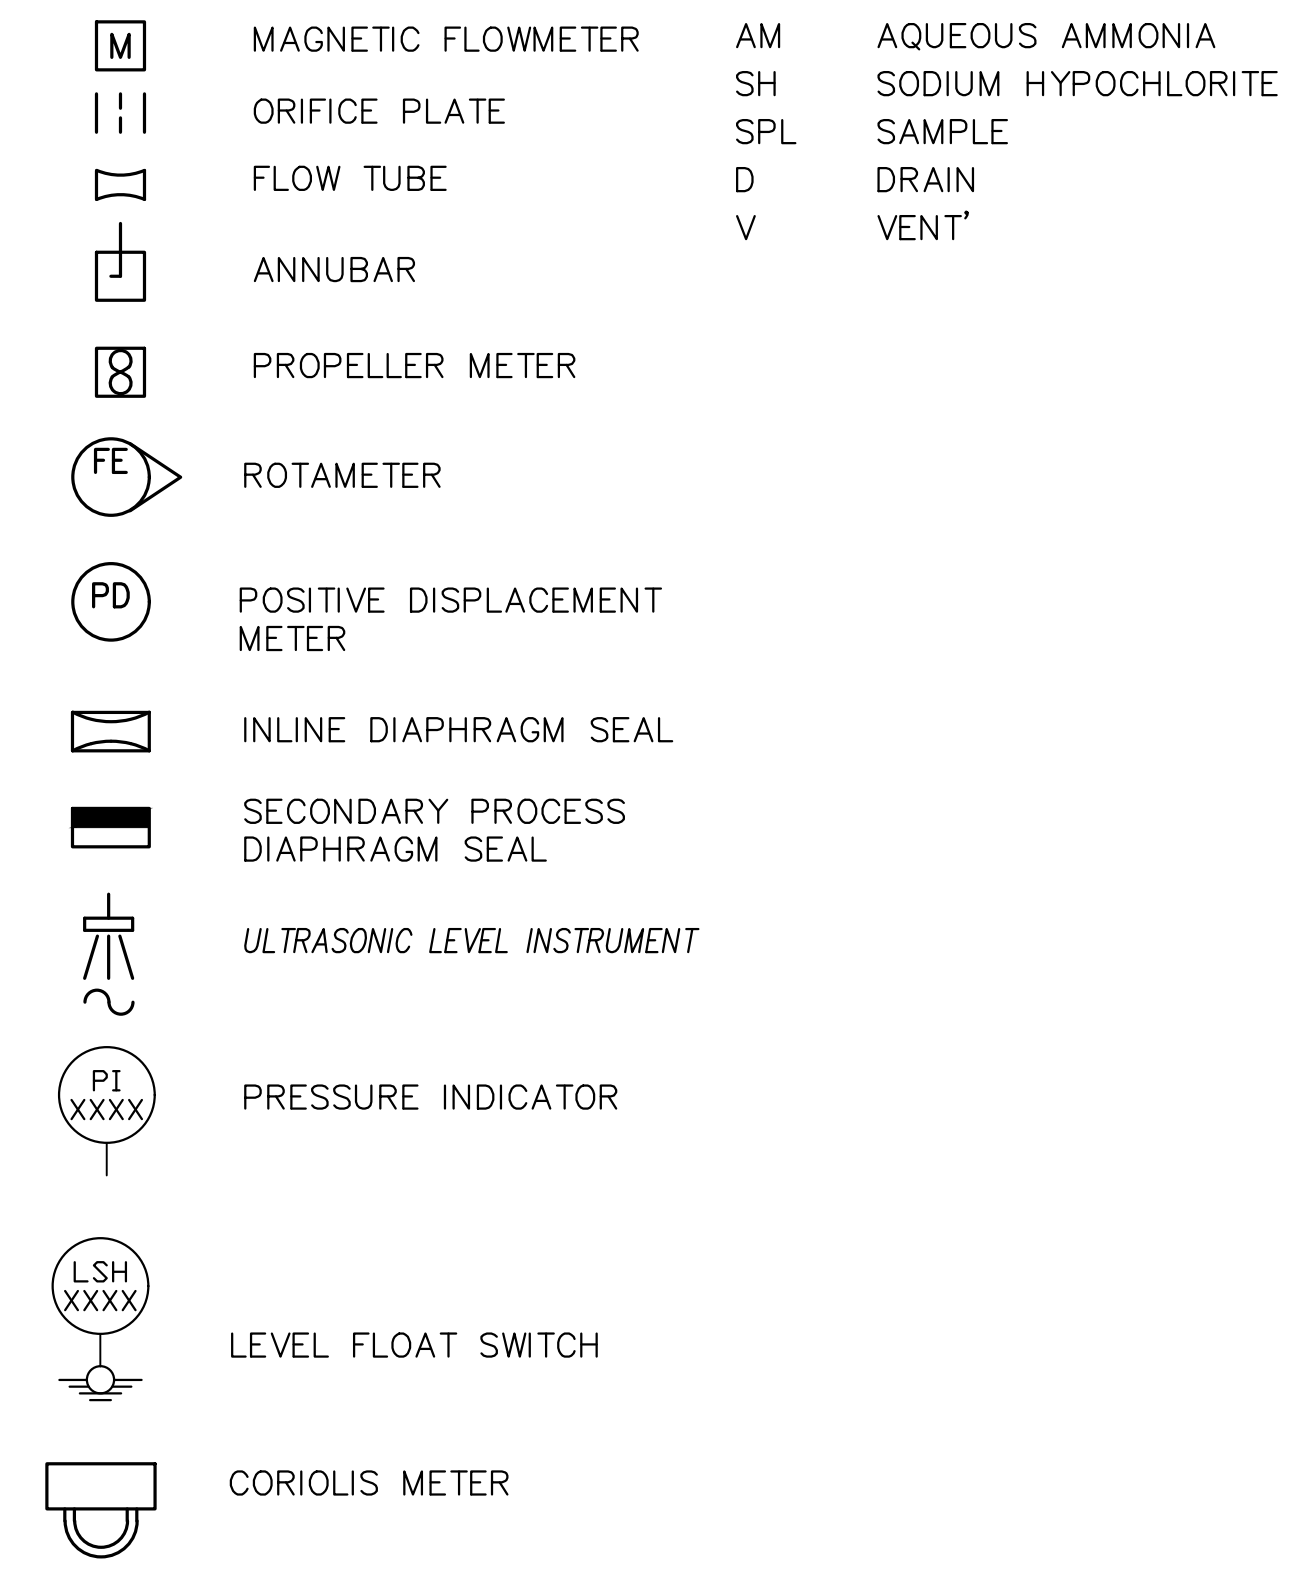 M MAGNETIC FLOWMETER
ORIFICE PLATE
FLOW TUBE
ANNUBAR
PROPELLER METER
FE ROTAMETER
PD POSITIVE DISPLACEMENT
METER
INLINE DIAPHRAGM SEAL
SECONDARY PROCESS
DIAPHRAGM SEAL
ULTRASONIC LEVEL INSTRUMENT
PI
XXXX
PRESSURE INDICATOR
LSH
XXXX
LEVEL FLOAT SWITCH
CORIOLIS METER
AM AQUEOUS AMMONIA
SH SODIUM HYPOCHLORITE
SPL SAMPLE
D DRAIN
V VENT'